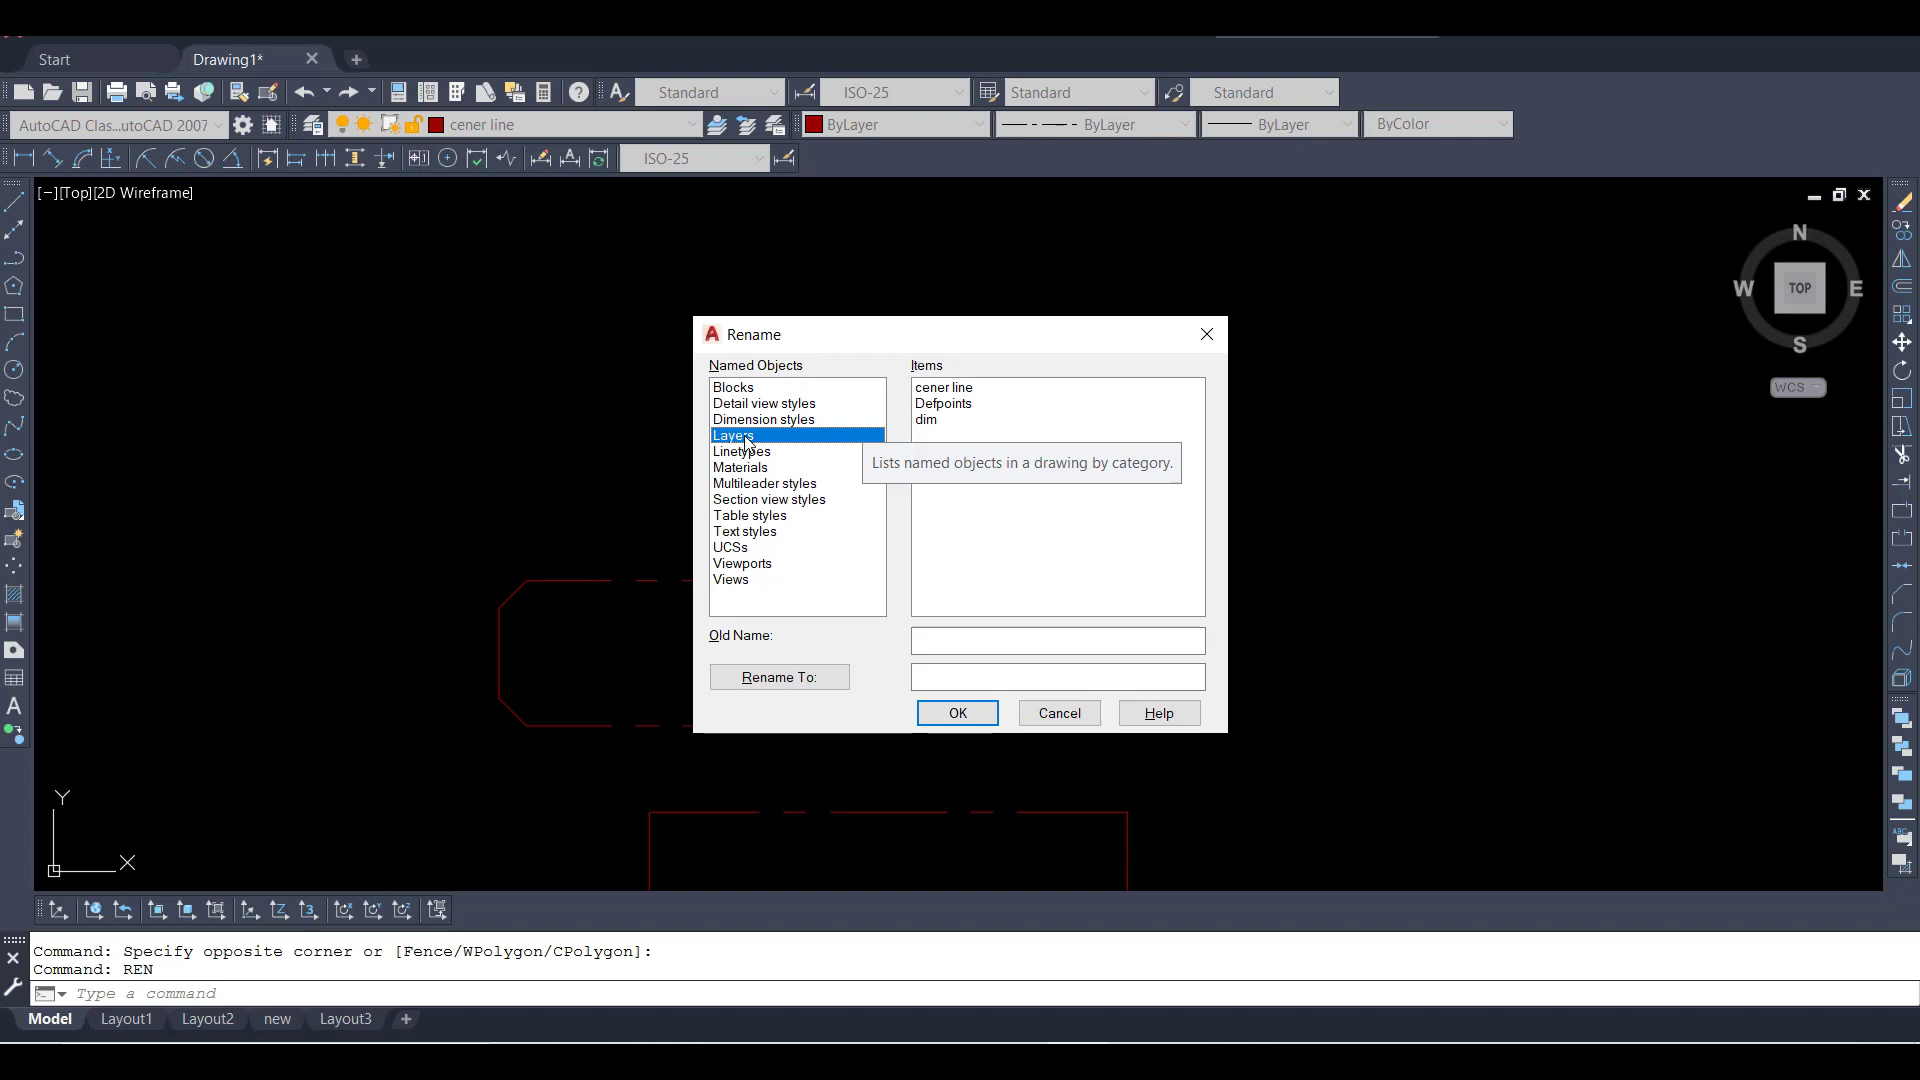 Start
Drawing1*
Standard
ISO-25
Standard
Standard
AutoCAD Clas...utoCAD 2007
cener line
ByLayer
ByLayer
ByLayer
ByColor
ISO-25
[−][Top][2D Wireframe]
N
W
TOP
E
S
WCS
Rename
Named Objects
Items
Blocks
Detail view styles
Dimension styles
Layers
Linetypes
Materials
Multileader styles
Section view styles
Table styles
Text styles
UCSs
Viewports
Views
cener line
Defpoints
dim
Lists named objects in a drawing by category.
Old Name:
Rename To:
OK
Cancel
Help
Y
X
Command: Specify opposite corner or [Fence/WPolygon/CPolygon]:
Command: REN
Type a command
Model
Layout1
Layout2
new
Layout3